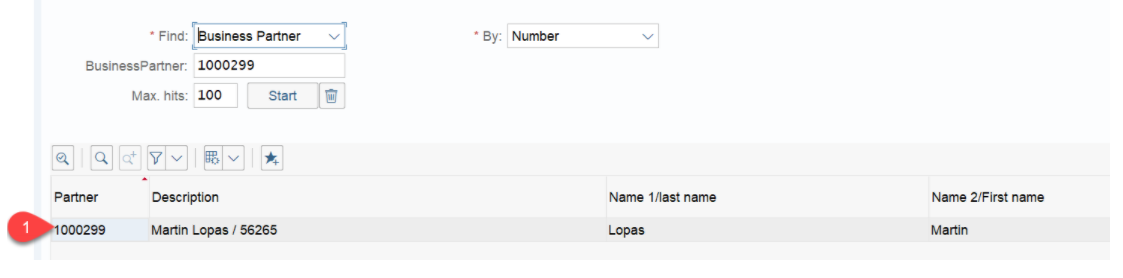 * Find: Business Partner * By: Number
BusinessPartner: 1000299
Max. hits: 100 Start
Partner Description Name 1/last name Name 2/First name
1 1000299 Martin Lopas / 56265 Lopas Martin